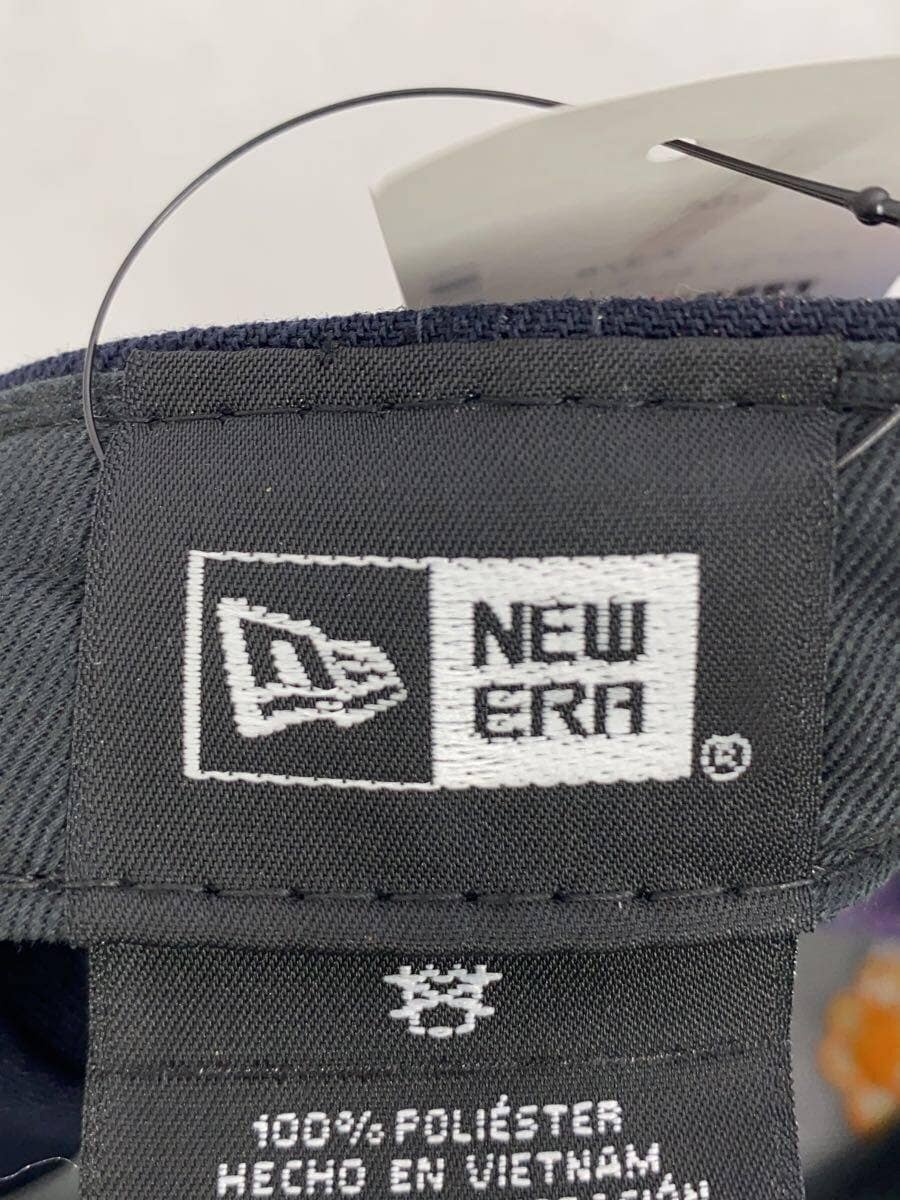 NEW
ERA
®
100% POLIÉSTER
HECHO EN VIETNAM